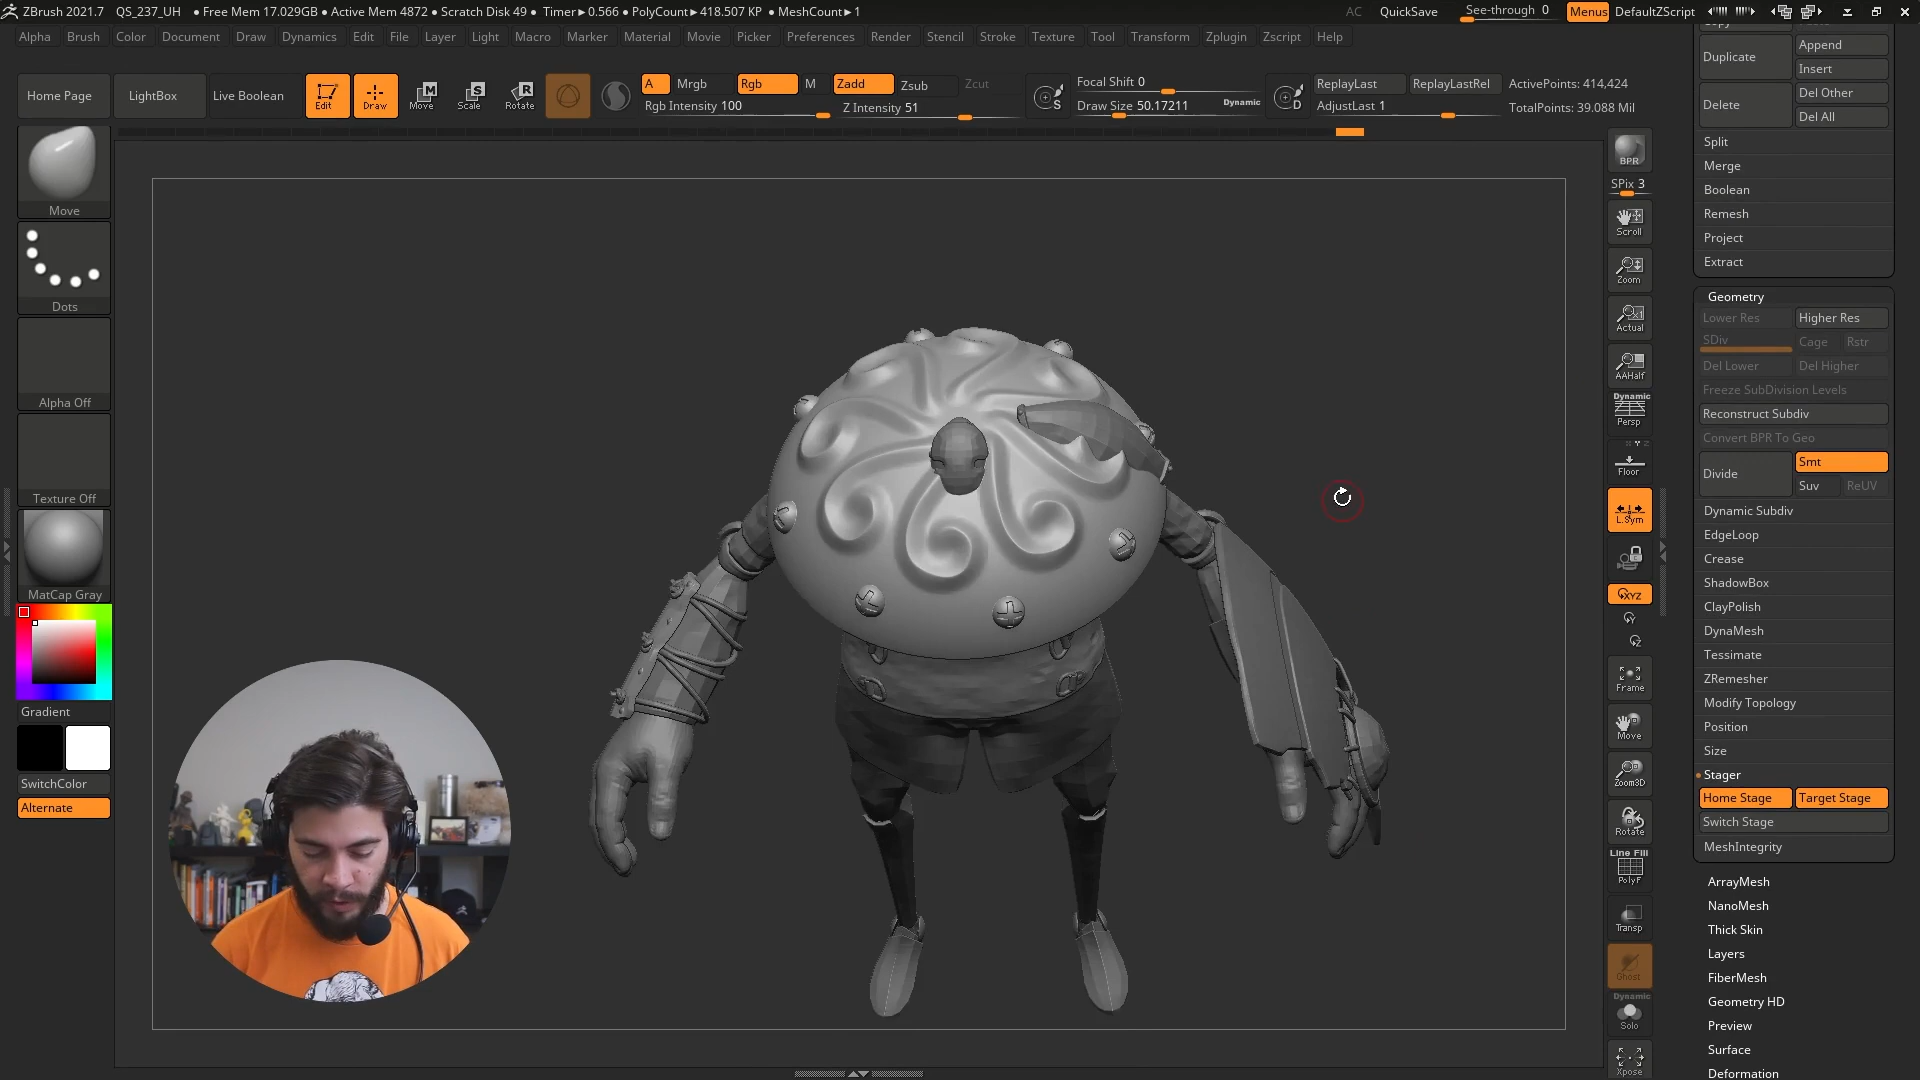 ZBrush 2021.7 QS_237_UH ● Free Mem 17.029GB ● Active Mem 4872 ● Scratch Disk 49 ● Timer►0.566 ● PolyCount►418.507 KP ● MeshCount►1 AC QuickSave See-through 0 Menus DefaultZScript
Alpha Brush Color Document Draw Dynamics Edit File Layer Light Macro Marker Material Movie Picker Preferences Render Stencil Stroke Texture Tool Transform Zplugin Zscript Help
Home Page LightBox Live Boolean Edit Draw Move Scale Rotate
A Mrgb Rgb M Zadd Zsub Zcut
Rgb Intensity 100 Z Intensity 51
S Focal Shift 0
Draw Size 50.17211 Dynamic
D ReplayLast ReplayLastRel ActivePoints: 414,424
AdjustLast 1 TotalPoints: 39.088 Mil
Move
Dots
Alpha Off
Texture Off
MatCap Gray
Gradient
SwitchColor
Alternate
BPR
SPix 3
Scroll
Zoom
Actual
AAHalf
Dynamic
Persp
Floor
L.Sym
XYZ
Y
Z
Frame
Move
Zoom3D
Rotate
Line Fill
PolyF
Transp
Ghost
Dynamic
Solo
Xpose
Copy
Duplicate Append
Insert
Delete Del Other
Del All
Split
Merge
Boolean
Remesh
Project
Extract
Geometry
Lower Res Higher Res
SDiv Cage Rstr
Del Lower Del Higher
Freeze SubDivision Levels
Reconstruct Subdiv
Convert BPR To Geo
Divide Smt
Suv ReUV
Dynamic Subdiv
EdgeLoop
Crease
ShadowBox
ClayPolish
DynaMesh
Tessimate
ZRemesher
Modify Topology
Position
Size
Stager
Home Stage Target Stage
Switch Stage
MeshIntegrity
ArrayMesh
NanoMesh
Thick Skin
Layers
FiberMesh
Geometry HD
Preview
Surface
Deformation